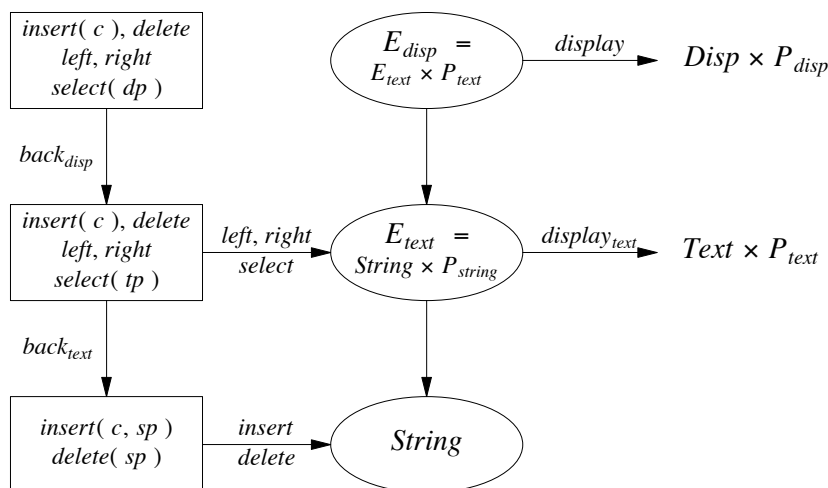 insert( c ), delete
left, right
select( dp )
E_disp =
E_text × P_text
display
Disp × P_disp
back_disp
insert( c ), delete
left, right
select( tp )
left, right
select
E_text =
String × P_string
display_text
Text × P_text
back_text
insert( c, sp )
delete( sp )
insert
delete
String